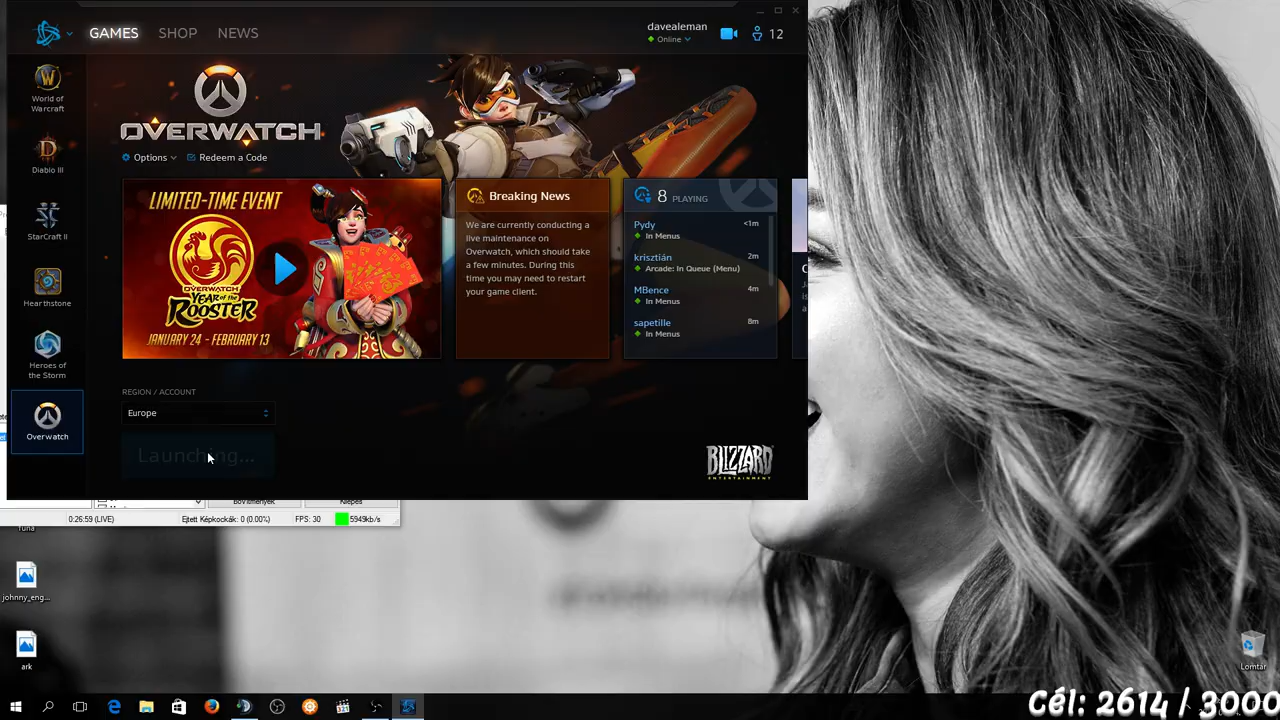 GAMES SHOP NEWS
davealeman
Online
12
World of
Warcraft
Diablo III
StarCraft II
Hearthstone
Heroes of
the Storm
Overwatch
OVERWATCH
Options
Redeem a Code
LIMITED-TIME EVENT
OVERWATCH
YEAR of the
ROOSTER
JANUARY 24 - FEBRUARY 13
Breaking News
We are currently conducting a
live maintenance on
Overwatch, which should take
a few minutes. During this
time you may need to restart
your game client.
8 PLAYING
Pydy <1m
In Menus
krisztián 2m
Arcade: In Queue (Menu)
MBence 4m
In Menus
sapetille 8m
In Menus
REGION / ACCOUNT
Europe
Launching...
BLIZZARD
ENTERTAINMENT
0:26:59 (LIVE) Ejtett Képkockák: 0 (0.00%) FPS: 30 5949kb/s
johnny_eng...
ark
Lomtár
Cél: 2614 / 3000